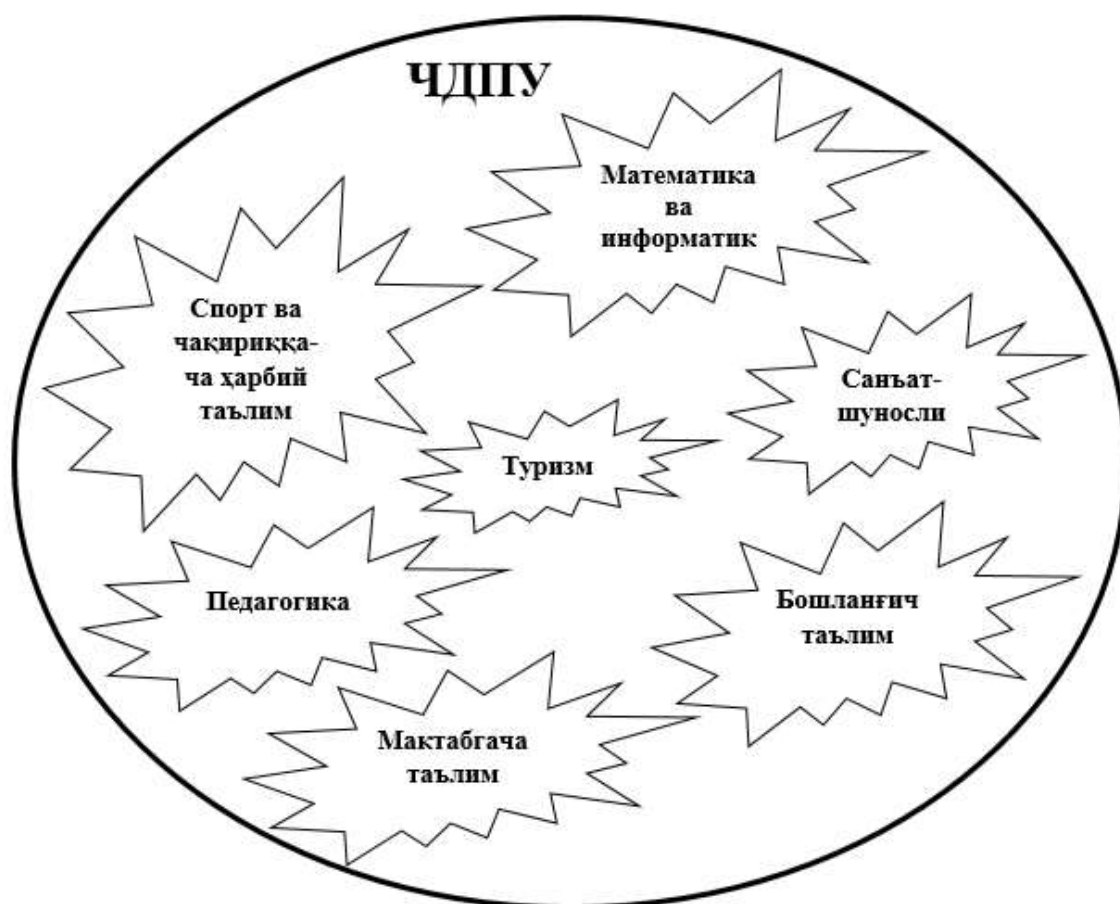 ЧДПУ
Математика
ва
информатик
Спорт ва
чақириққа-
ча ҳарбий
таълим
Санъат-
шуносли
Туризм
Педагогика
Бошланғич
таълим
Мактабгача
таълим